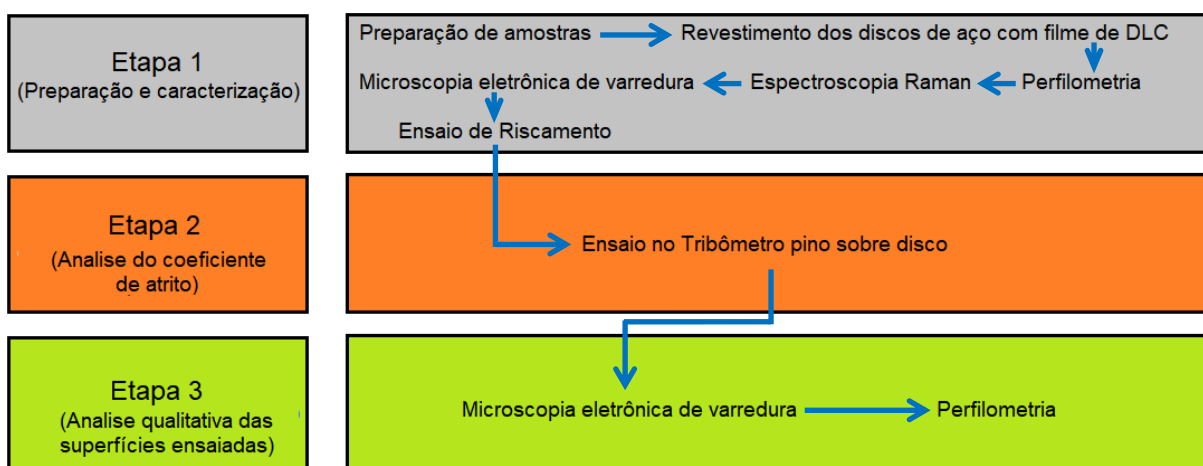 Etapa 1
(Preparação e caracterização)
Preparação de amostras
Revestimento dos discos de aço com filme de DLC
Microscopia eletrônica de varredura
Espectroscopia Raman
Perfilometria
Ensaio de Riscamento
Etapa 2
(Analise do coeficiente
de atrito)
Ensaio no Tribômetro pino sobre disco
Etapa 3
(Analise qualitativa das
superfícies ensaiadas)
Microscopia eletrônica de varredura
Perfilometria